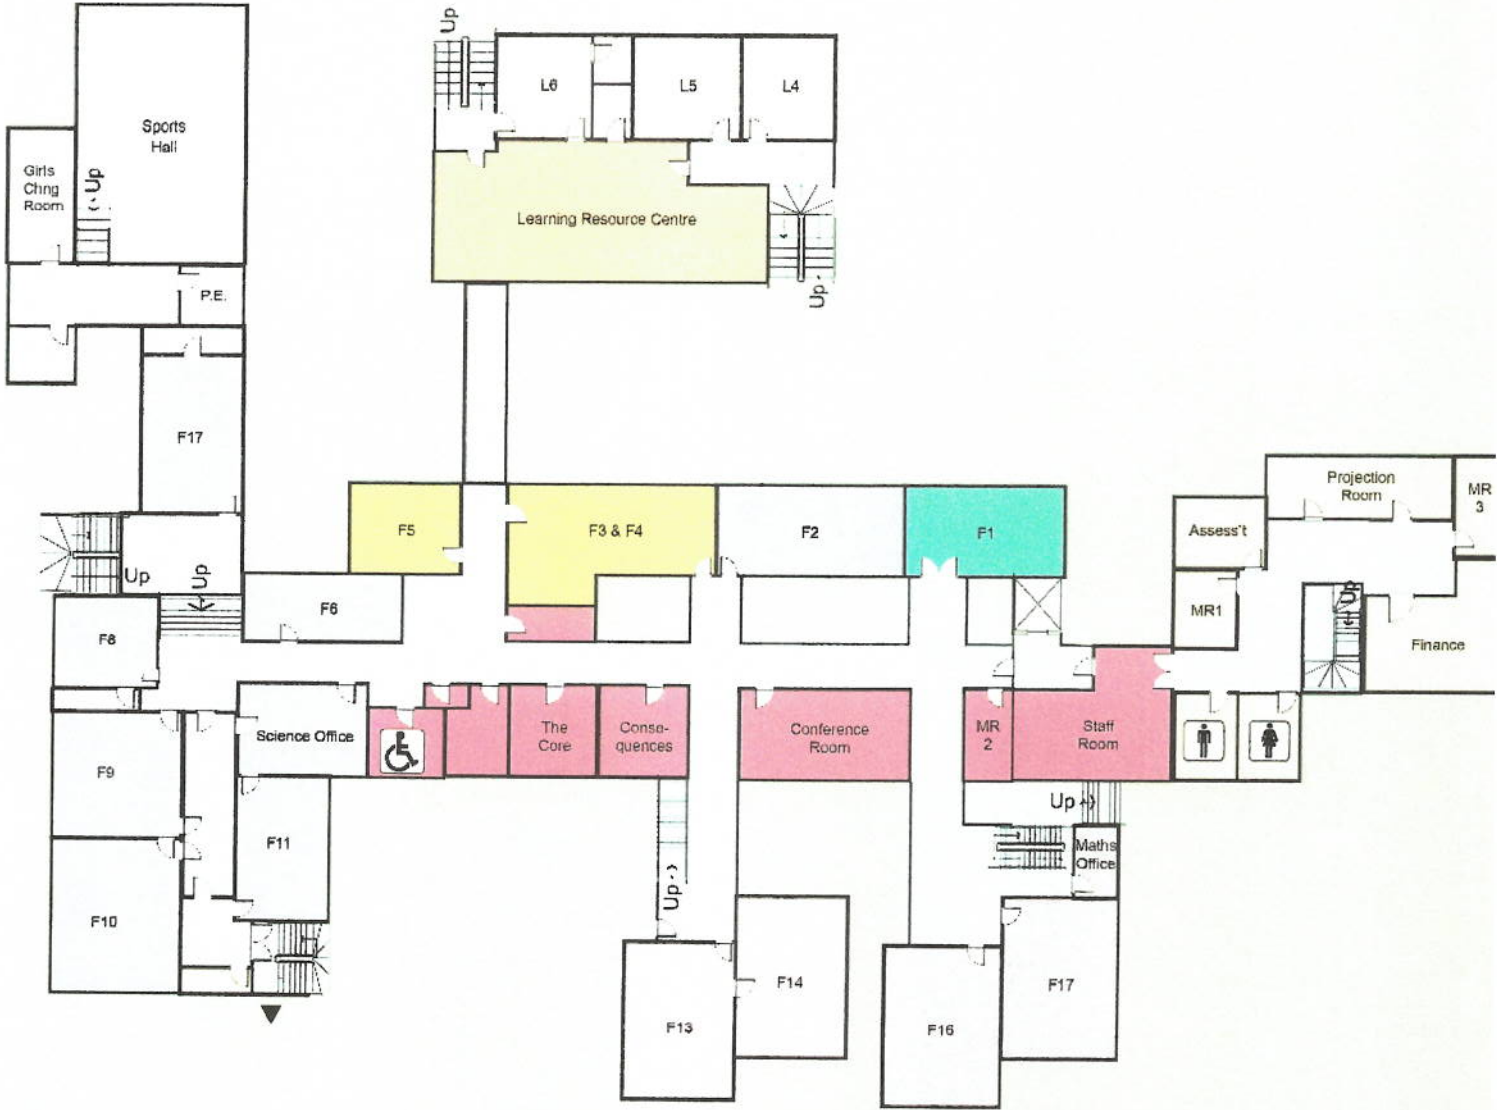 Up
L6
L5
L4
Sports
Hall
Girls
Chng
Room
Up
Learning Resource Centre
Up
P.E.
F17
Projection
Room
MR
3
F5
F3 & F4
F2
F1
Assess't
Up
Up
F6
MR1
Up
F8
Finance
Science Office
The
Core
Conse-
quences
Conference
Room
MR
2
Staff
Room
F9
Up
F11
Maths
Office
Up
F10
F14
F17
F13
F16